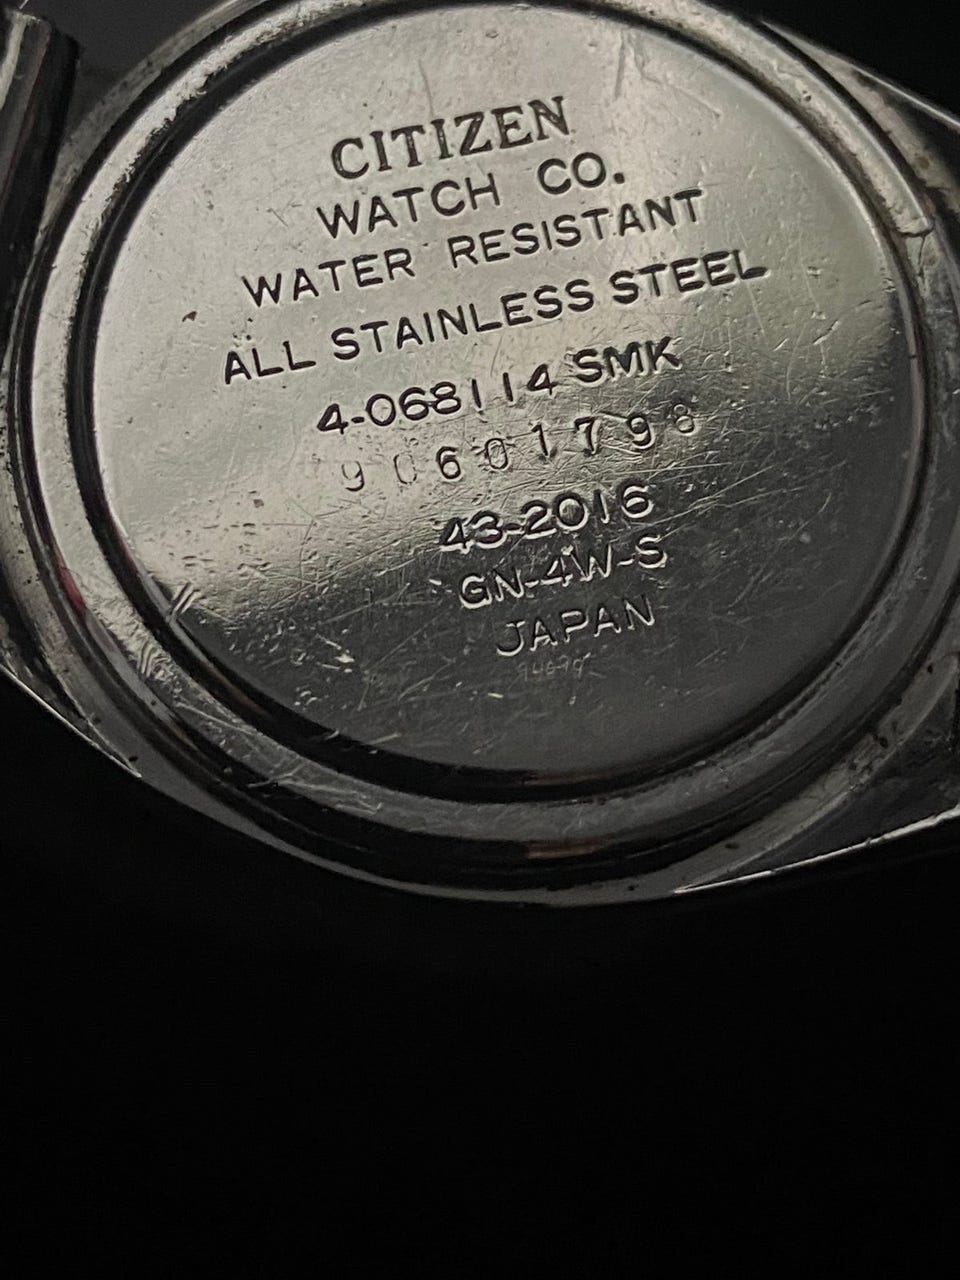 CITIZEN
WATCH CO.
WATER RESISTANT
ALL STAINLESS STEEL
4-068114 SMK
90601798
43-2016
GN-4W-S
JAPAN